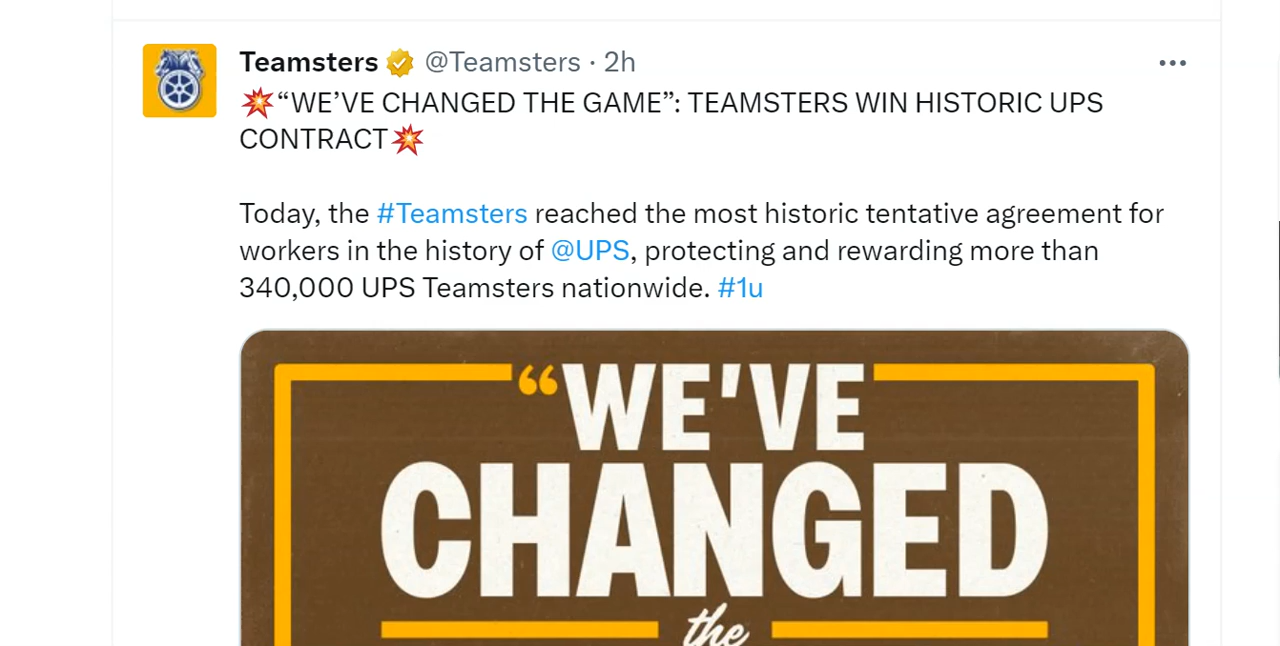 Teamsters @Teamsters · 2h
💥“WE’VE CHANGED THE GAME”: TEAMSTERS WIN HISTORIC UPS
CONTRACT💥
Today, the #Teamsters reached the most historic tentative agreement for
workers in the history of @UPS, protecting and rewarding more than
340,000 UPS Teamsters nationwide. #1u
“WE'VE
CHANGED
the